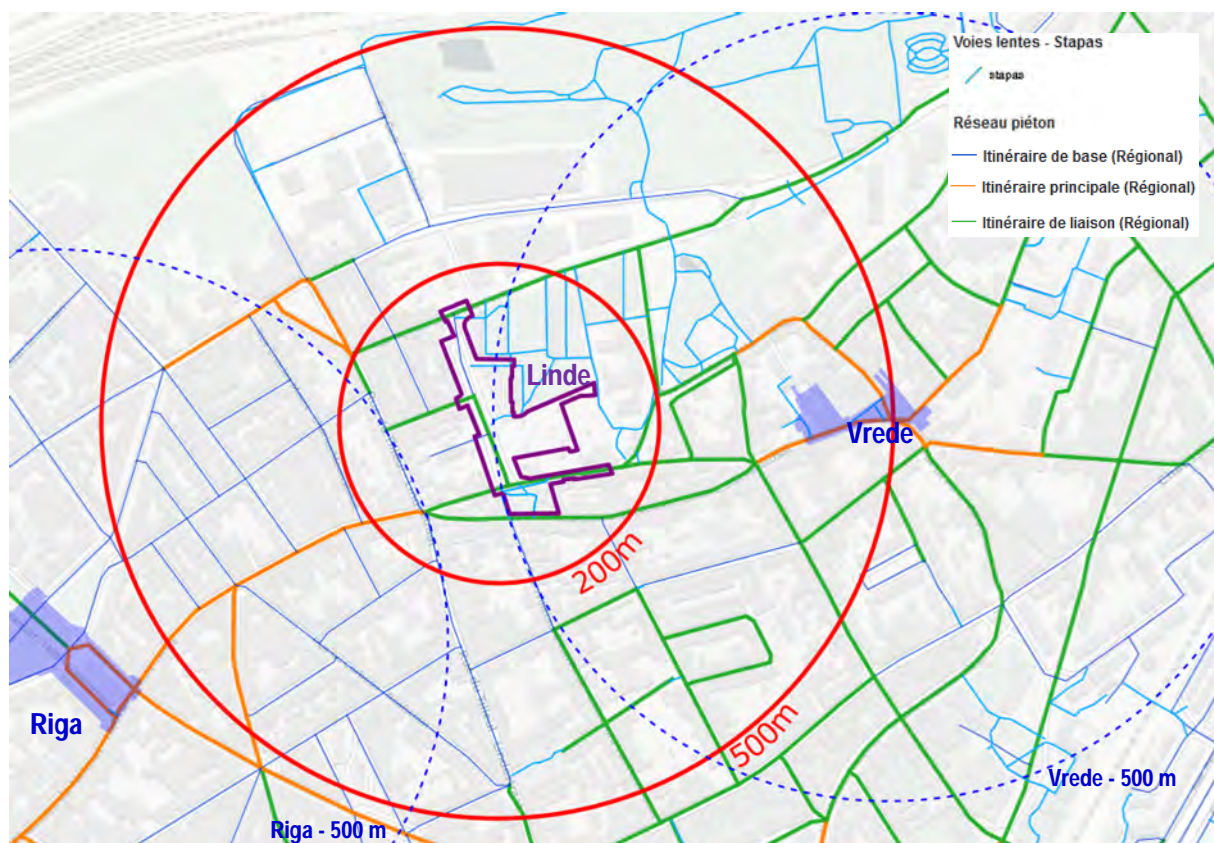 Voies lentes - Stapas
stapas
Réseau piéton
Itinéraire de base (Régional)
Itinéraire principale (Régional)
Itinéraire de liaison (Régional)
Linde
Vrede
200m
500m
Riga
Vrede - 500 m
Riga - 500 m